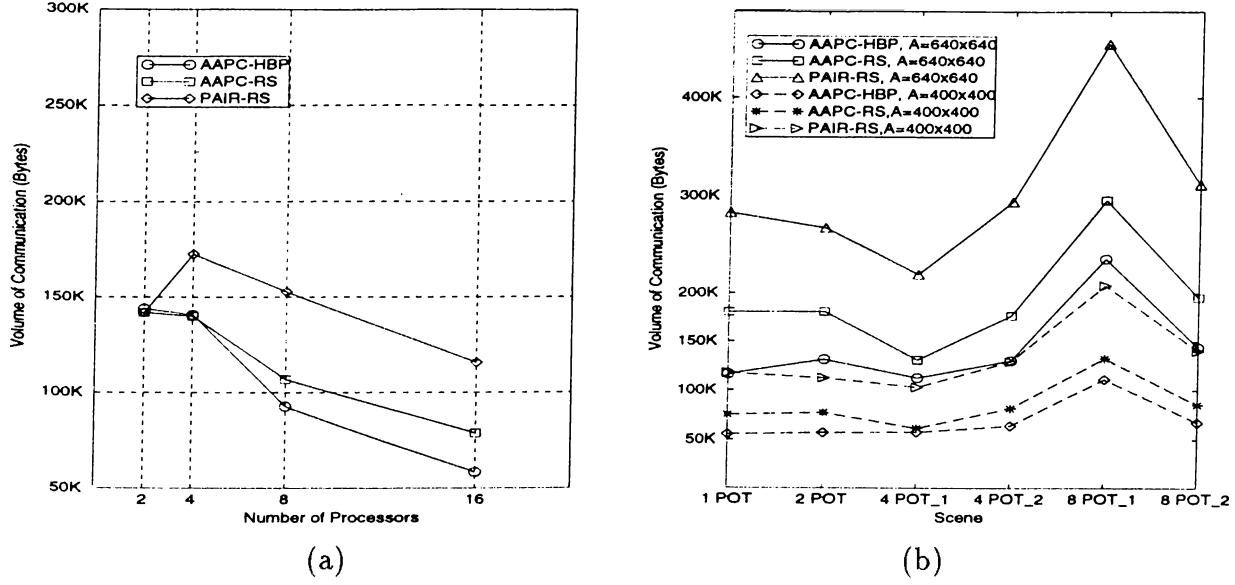 300K
250K
200K
150K
100K
50K
Volume of Communication (Bytes)
AAPC-HBP
AAPC-RS
PAIR-RS
2
4
8
16
Number of Processors
(a)
400K
300K
200K
150K
100K
50K
Volume of Communication (Bytes)
AAPC-HBP, A=640x640
AAPC-RS, A=640x640
PAIR-RS, A=640x640
AAPC-HBP, A=400x400
AAPC-RS,A=400x400
PAIR-RS,A=400x400
1 POT
2 POT
4 POT_1
4 POT_2
8 POT_1
8 POT_2
Scene
(b)